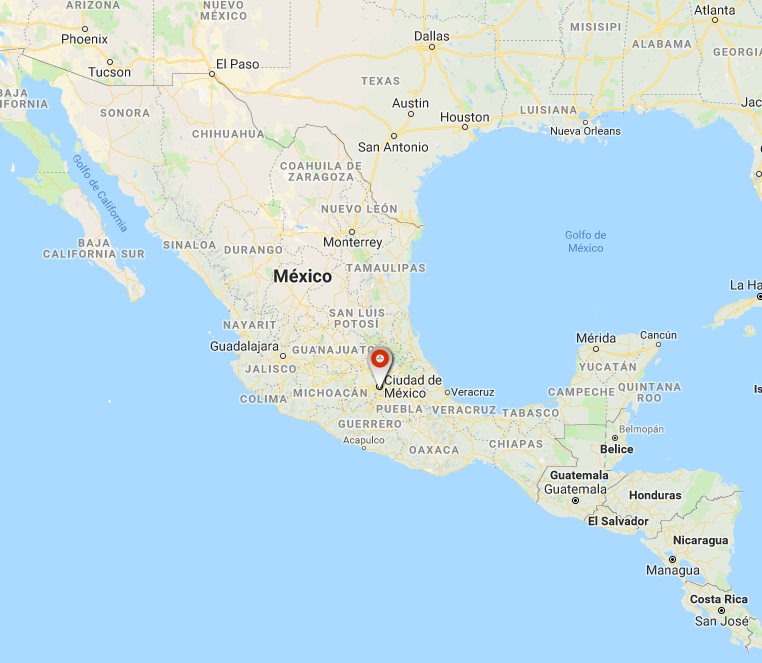 ARIZONA
NUEVO
MÉXICO
Atlanta
MISISIPI
Phoenix
Dallas
ALABAMA
GEORGIA
El Paso
Tucson
TEXAS
BAJA
SONORA
Austin
LUISIANA
Houston
CHIHUAHUA
Nueva Orleans
San Antonio
COAHUILA DE
ZARAGOZA
Golfo de California
NUEVO LEÓN
BAJA
CALIFORNIA SUR
SINALOA
DURANGO
Monterrey
Golfo de
México
México
TAMAULIPAS
La Ha
SAN LUIS
POTOSÍ
NAYARIT
Guadalajara
GUANAJUATO
Mérida
Cancún
JALISCO
YUCATÁN
Ciudad de
México
COLIMA
MICHOACÁN
Veracruz
CAMPECHE
QUINTANA
ROO
PUEBLA
VERACRUZ
TABASCO
GUERRERO
Acapulco
OAXACA
CHIAPAS
Belmopán
Belice
Guatemala
Guatemala
Honduras
El Salvador
Nicaragua
Managua
Costa Rica
San José